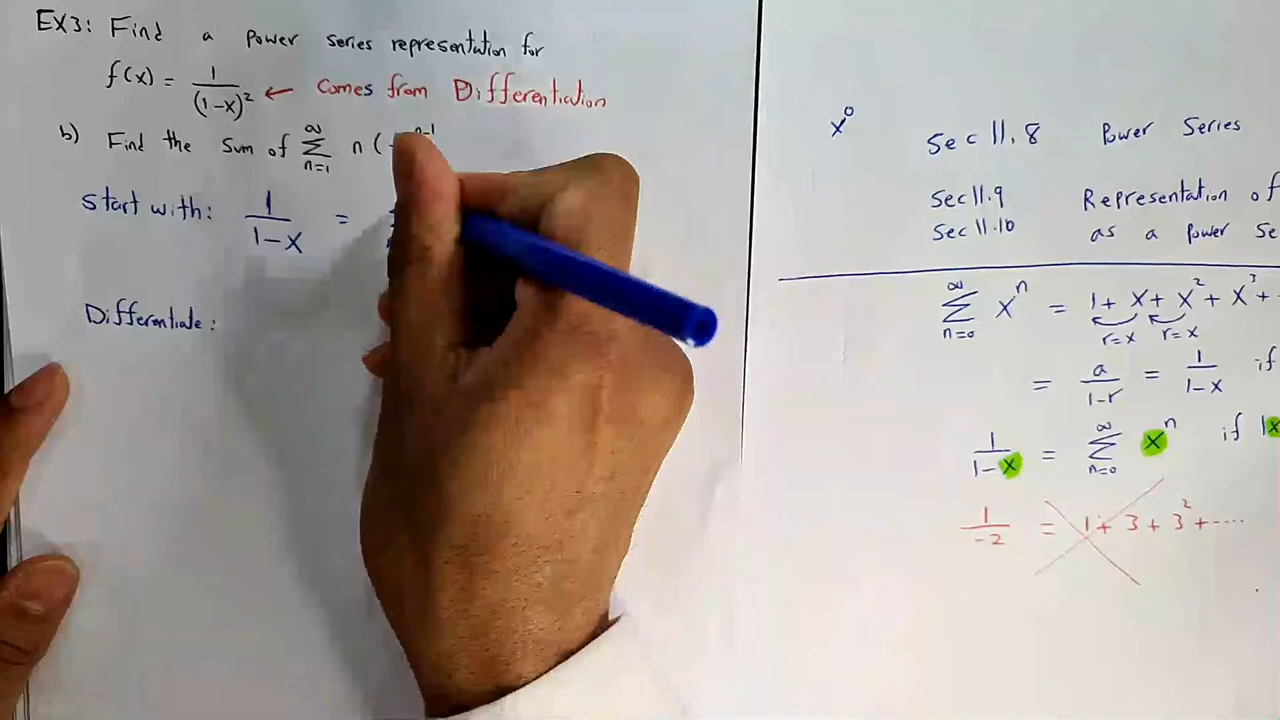 EX3: Find a power series representation for
f(x) = 1/(1-x)² ← Comes from Differentiation
b) Find the sum of ∞ Σ n=1 n ( n-1
start with: 1/(1-x) =
Differentiate:
x⁰
Sec 11.8 Power Series
Sec 11.9 Representation of
Sec 11.10 as a power Se
∞ Σ n=0 xⁿ = 1 + x + x² + x³ +
r=x r=x
= a/(1-r) = 1/(1-x) if
1/(1-x) = ∞ Σ n=0 xⁿ if |x
1/-2 = 1 + 3 + 3² + ....